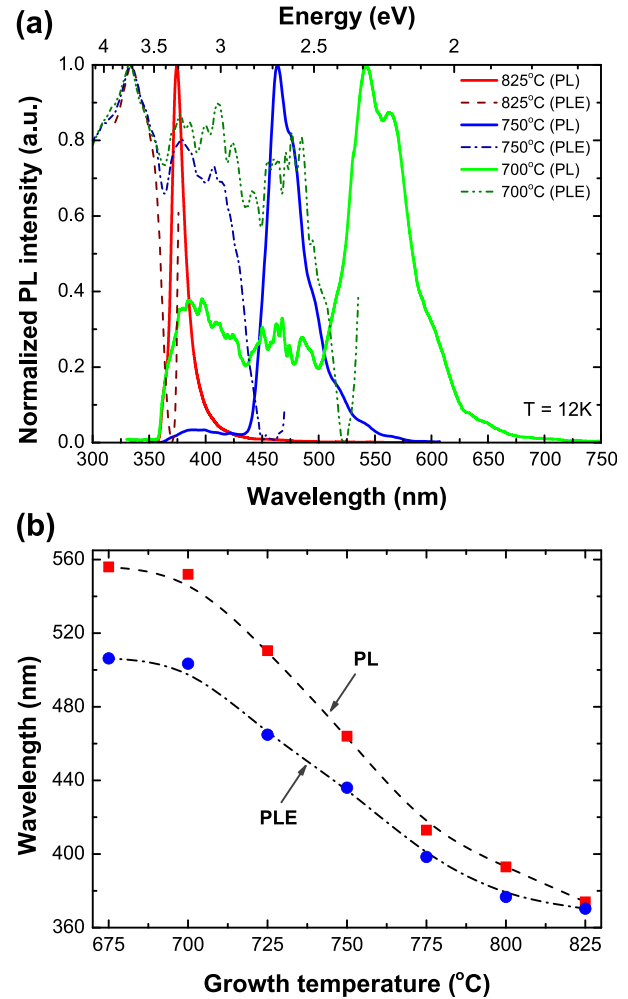 (a)
Energy (eV)
4 3.5 3 2.5 2
1.0
0.8
0.6
0.4
0.2
0.0
Normalized PL intensity (a.u.)
825°C (PL)
825°C (PLE)
750°C (PL)
750°C (PLE)
700°C (PL)
700°C (PLE)
T = 12K
300 350 400 450 500 550 600 650 700 750
Wavelength (nm)
(b)
560
520
480
440
400
360
Wavelength (nm)
PL
PLE
675 700 725 750 775 800 825
Growth temperature (°C)